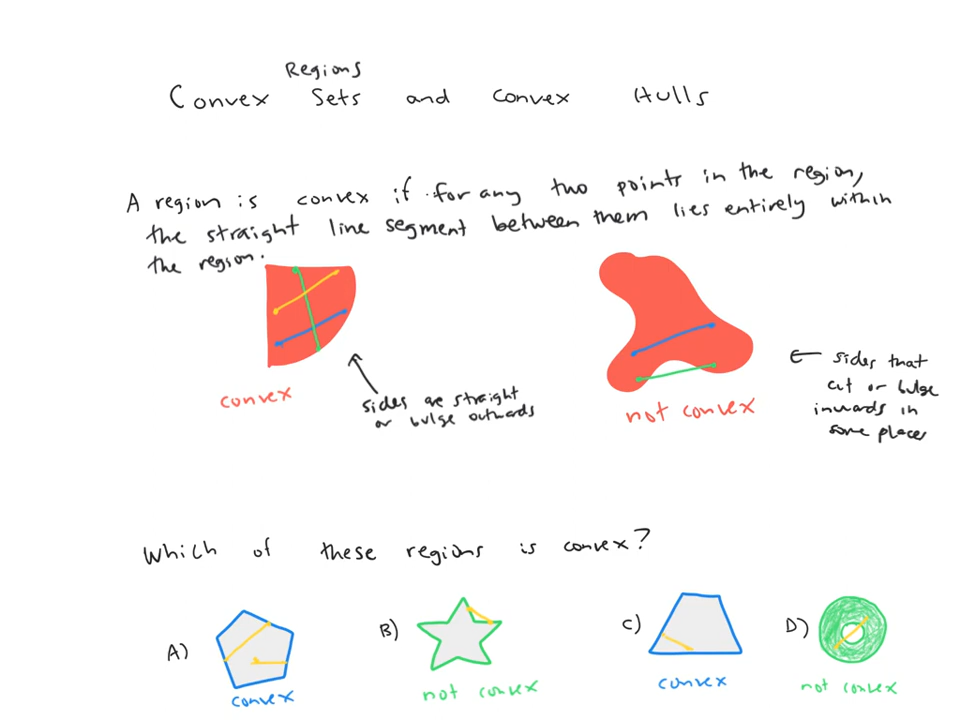 Regions
Convex Sets and Convex Hulls
A region is convex if for any two points in the region,
the straight line segment between them lies entirely within
the region.
convex
sides are straight
or bulge outwards
not convex
← sides that
cut or bulge
inwards in
some places
Which of these regions is convex?
A)
convex
B)
not convex
C)
convex
D)
not convex